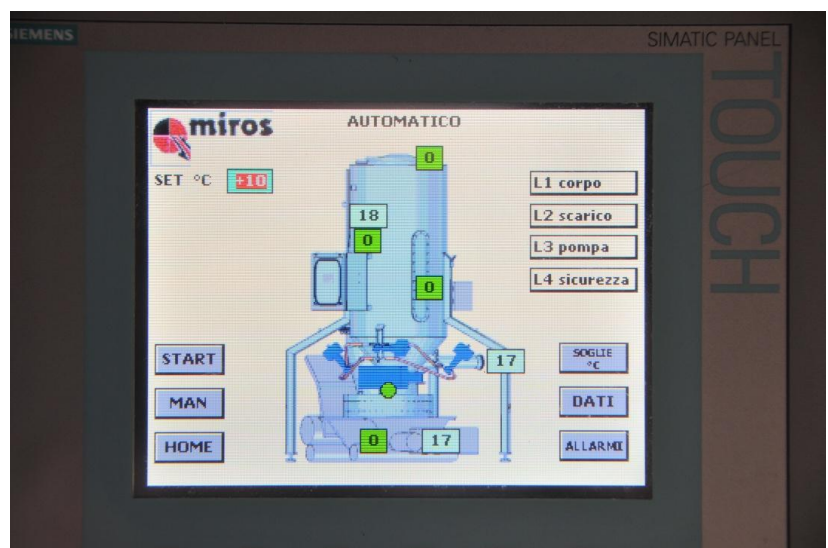 SIEMENS
SIMATIC PANEL
TOUCH
miros
AUTOMATICO
0
SET °C +10
L1 corpo
18
L2 scarico
0
L3 pompa
0
L4 sicurezza
START
17
SOGLIE
°C
MAN
DATI
HOME
0
17
ALLARMI